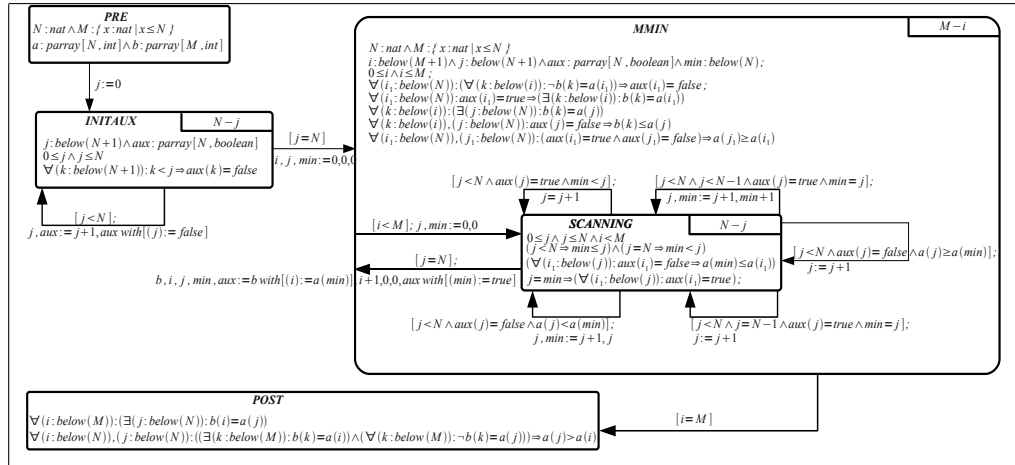 PRE
N : nat ∧ M : { x : nat | x ≤ N }
a : parray[N , int] ∧ b : parray[M , int]
j := 0
INITAUX
N − j
j : below(N+1) ∧ aux : parray[N , boolean]
0 ≤ j ∧ j ≤ N
∀(k : below(N+1)) : k < j ⇒ aux(k) = false
[j<N];
j , aux := j+1, aux with[(j) := false]
[j=N]
i , j , min := 0,0,0
MMIN
M − i
N : nat ∧ M : { x : nat | x ≤ N }
i : below(M+1) ∧ j : below(N+1) ∧ aux : parray[N , boolean] ∧ min : below(N);
0 ≤ i ∧ i ≤ M ;
∀(i₁ : below(N)) : (∀(k : below(i)) : ¬b(k) = a(i₁)) ⇒ aux(i₁) = false ;
∀(i₁ : below(N)) : aux(i₁) = true ⇒ (∃(k : below(i)) : b(k) = a(i₁))
∀(k : below(i)) : (∃(j : below(N)) : b(k) = a(j))
∀(k : below(i)), (j : below(N)) : aux(j) = false ⇒ b(k) ≤ a(j)
∀(i₁ : below(N)), (j₁ : below(N)) : (aux(i₁) = true ∧ aux(j₁) = false) ⇒ a(j₁) ≥ a(i₁)
[j<N ∧ aux(j)=true ∧ min<j];
j = j+1
[j<N ∧ j<N−1 ∧ aux(j)=true ∧ min=j];
j , min := j+1, min+1
[i<M]; j , min := 0,0
[j=N];
b , i , j , min , aux := b with[(i) := a(min)], i+1,0,0, aux with[(min) := true]
SCANNING
N − j
0 ≤ j ∧ j ≤ N ∧ i < M
(j<N ⇒ min ≤ j) ∧ (j=N ⇒ min<j)
(∀(i₁ : below(j)) : aux(i₁) = false ⇒ a(min) ≤ a(i₁))
j = min ⇒ (∀(i₁ : below(j)) : aux(i₁) = true);
[j<N ∧ aux(j)=false ∧ a(j) ≥ a(min)];
j := j+1
[j<N ∧ aux(j)=false ∧ a(j)<a(min)];
j , min := j+1, j
[j<N ∧ j=N−1 ∧ aux(j)=true ∧ min=j];
j := j+1
[i=M]
POST
∀(i : below(M)) : (∃(j : below(N)) : b(i) = a(j))
∀(i : below(N)), (j : below(N)) : ((∃(k : below(M)) : b(k) = a(i)) ∧ (∀(k : below(M)) : ¬b(k) = a(j))) ⇒ a(j) > a(i)